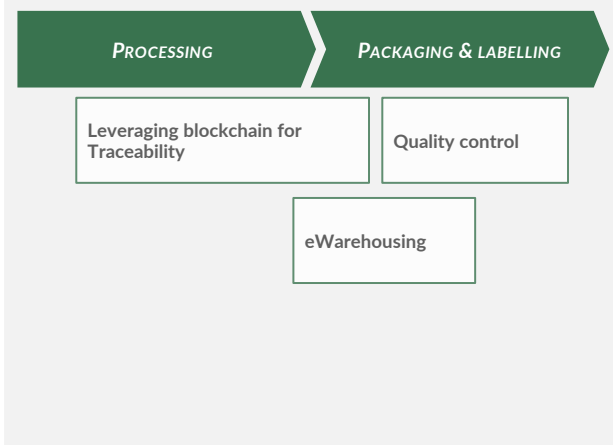 Processing
Packaging & labelling
Leveraging blockchain for
Traceability
Quality control
eWarehousing